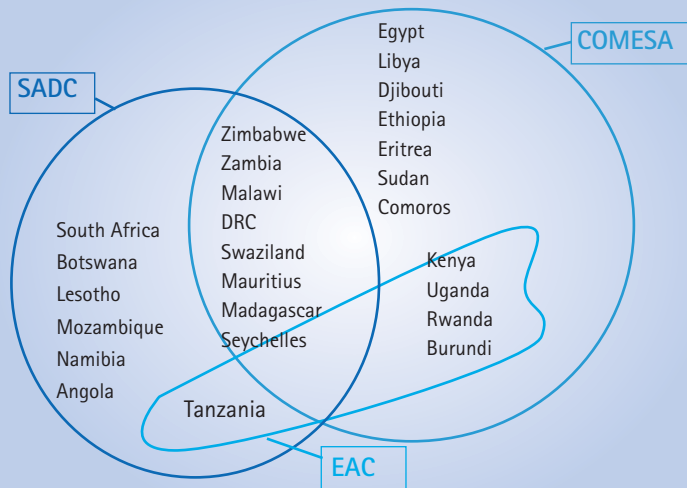 SADC
COMESA
Egypt
Libya
Djibouti
Ethiopia
Eritrea
Sudan
Comoros
Zimbabwe
Zambia
Malawi
DRC
Swaziland
Mauritius
Madagascar
Seychelles
South Africa
Botswana
Lesotho
Mozambique
Namibia
Angola
Kenya
Uganda
Rwanda
Burundi
Tanzania
EAC